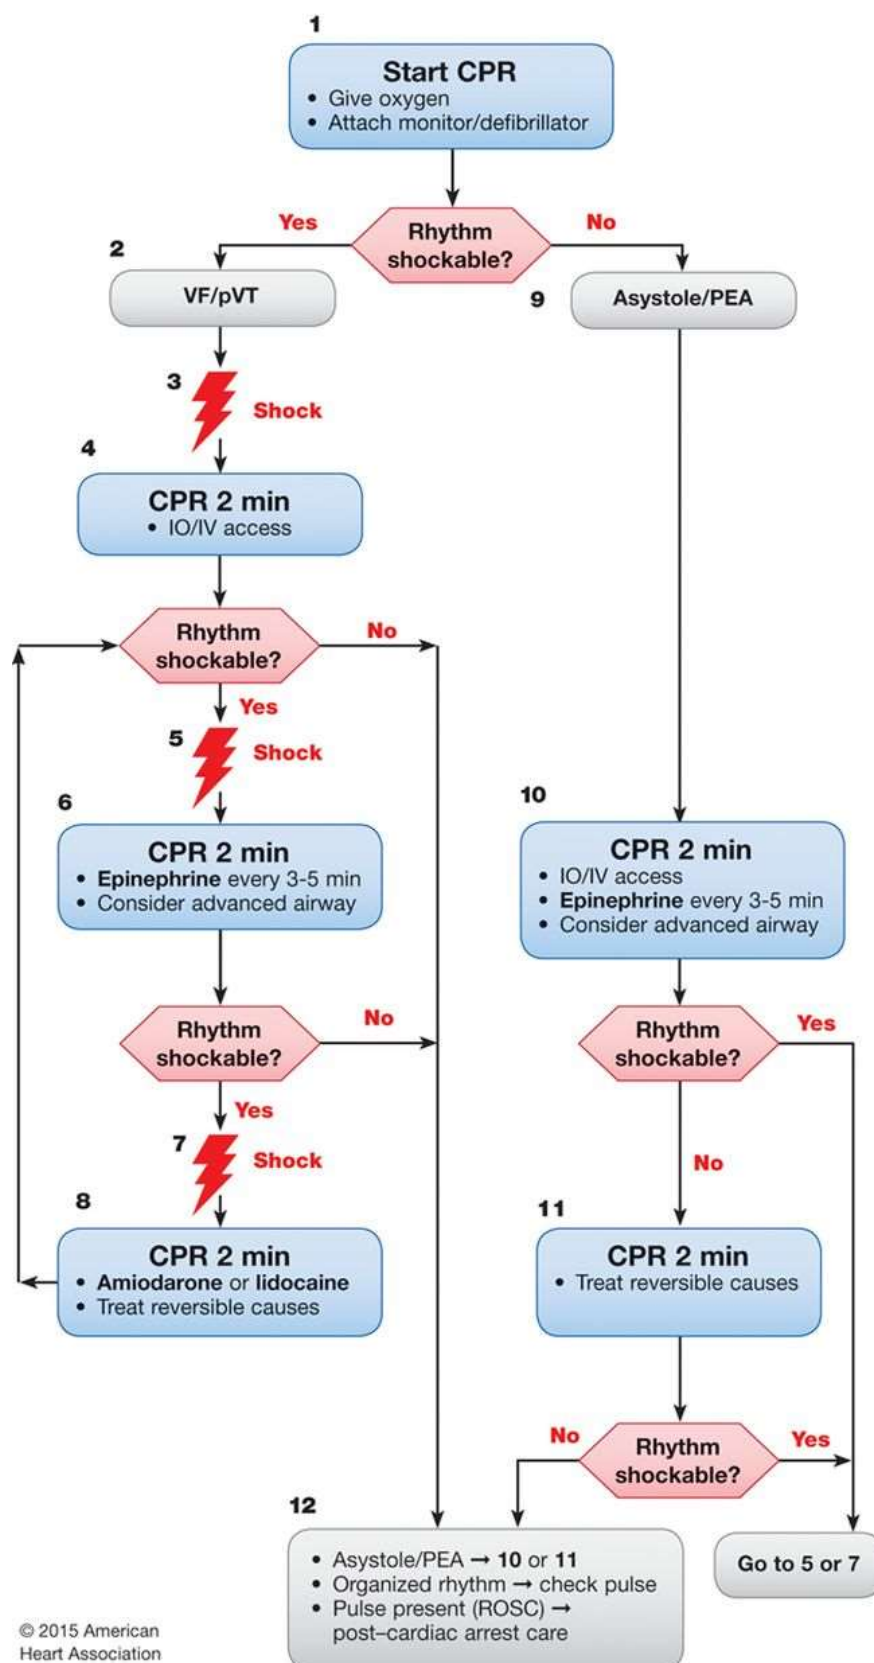 1
Start CPR
• Give oxygen
• Attach monitor/defibrillator
Rhythm
shockable?
Yes
No
2
VF/pVT
9
Asystole/PEA
3
Shock
4
CPR 2 min
• IO/IV access
Rhythm
shockable?
No
Yes
5
Shock
6
CPR 2 min
• Epinephrine every 3-5 min
• Consider advanced airway
Rhythm
shockable?
No
Yes
7
Shock
8
CPR 2 min
• Amiodarone or lidocaine
• Treat reversible causes
10
CPR 2 min
• IO/IV access
• Epinephrine every 3-5 min
• Consider advanced airway
Rhythm
shockable?
Yes
No
11
CPR 2 min
• Treat reversible causes
Rhythm
shockable?
No
Yes
12
• Asystole/PEA → 10 or 11
• Organized rhythm → check pulse
• Pulse present (ROSC) →
post–cardiac arrest care
Go to 5 or 7
© 2015 American
Heart Association